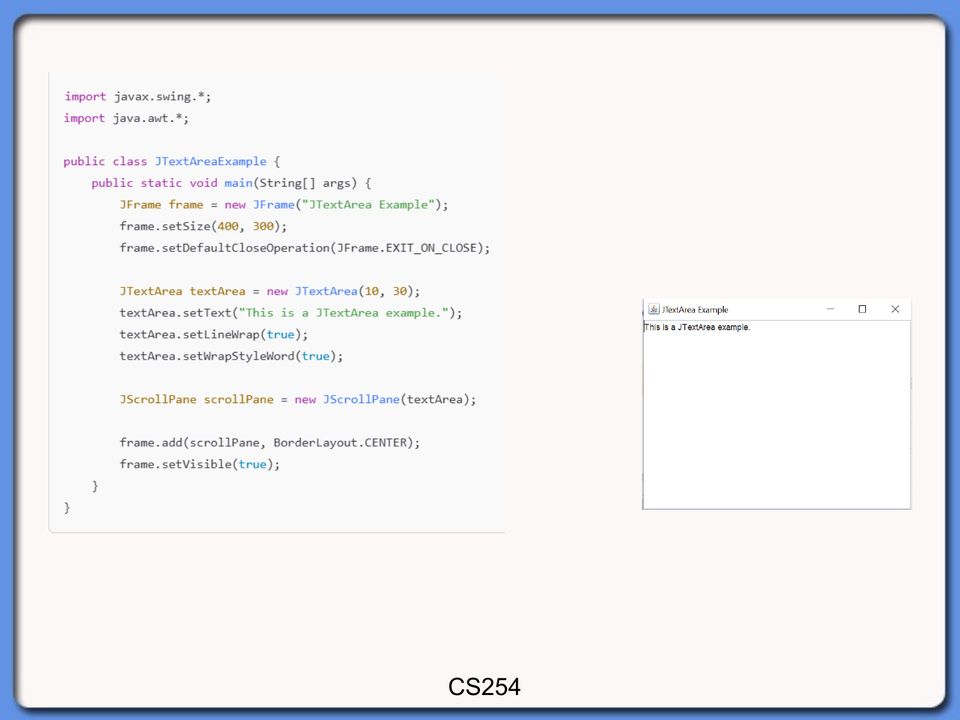 import javax.swing.*;
import java.awt.*;
public class JTextAreaExample {
public static void main(String[] args) {
JFrame frame = new JFrame("JTextArea Example");
frame.setSize(400, 300);
frame.setDefaultCloseOperation(JFrame.EXIT_ON_CLOSE);
JTextArea textArea = new JTextArea(10, 30);
textArea.setText("This is a JTextArea example.");
textArea.setLineWrap(true);
textArea.setWrapStyleWord(true);
JScrollPane scrollPane = new JScrollPane(textArea);
frame.add(scrollPane, BorderLayout.CENTER);
frame.setVisible(true);
}
}
JTextArea Example
This is a JTextArea example.
CS254